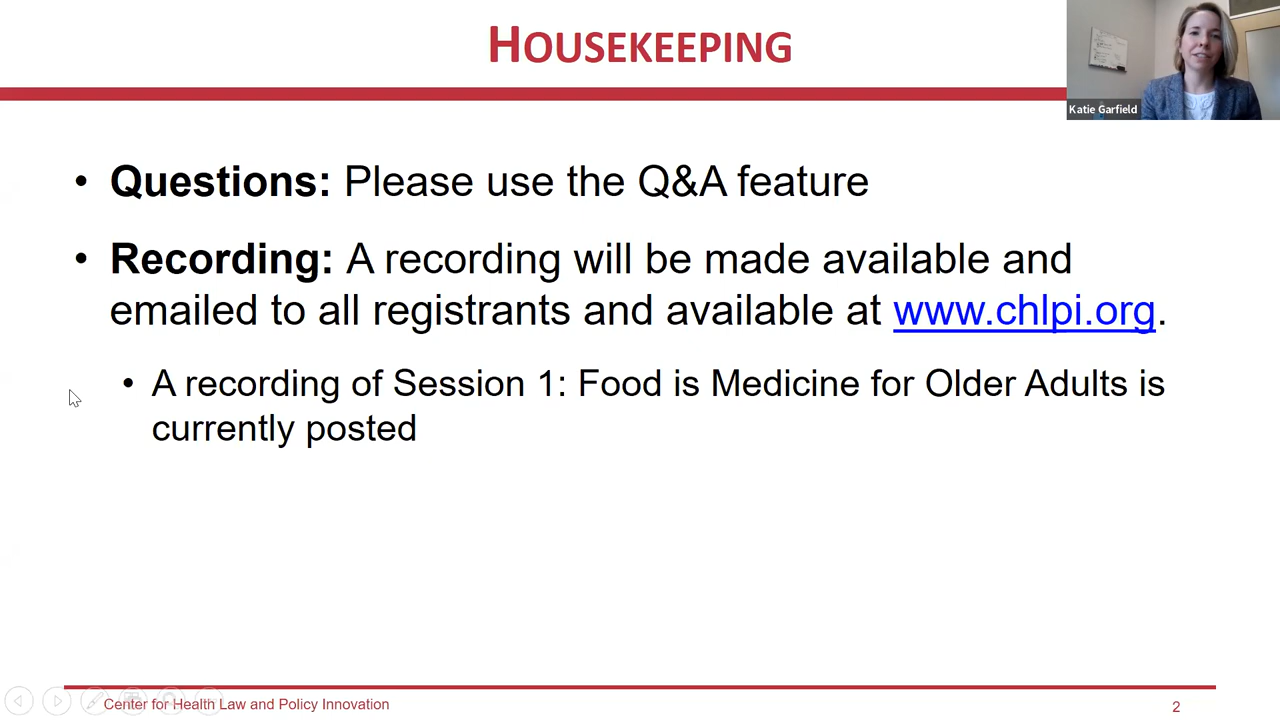 HOUSEKEEPING
Katie Garfield
• Questions: Please use the Q&A feature
• Recording: A recording will be made available and
emailed to all registrants and available at www.chlpi.org.
• A recording of Session 1: Food is Medicine for Older Adults is
currently posted
Center for Health Law and Policy Innovation
2